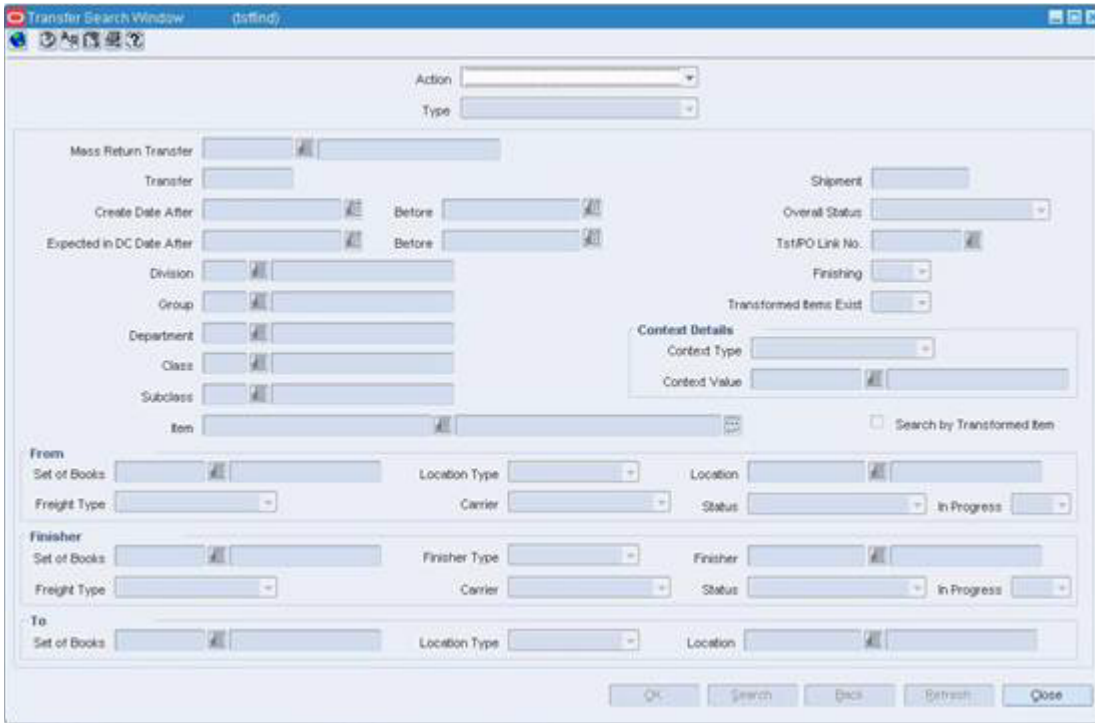 Transfer Search Window (tsffind)
Action
Type
Mass Return Transfer
Transfer Shipment
Create Date After Before Overall Status
Expected in DC Date After Before Tsf/PO Link No.
Division Finishing
Group Transformed Items Exist
Department Context Details
Class Context Type
Subclass Context Value
Item Search by Transformed Item
From
Set of Books Location Type Location
Freight Type Carrier Status In Progress
Finisher
Set of Books Finisher Type Finisher
Freight Type Carrier Status In Progress
To
Set of Books Location Type Location
OK Search Back Refresh Close